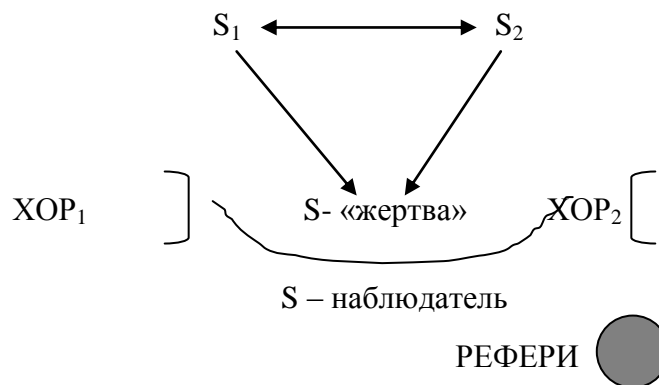 S₁ S₂
ХОР₁ S- «жертва» ХОР₂
S – наблюдатель
РЕФЕРИ